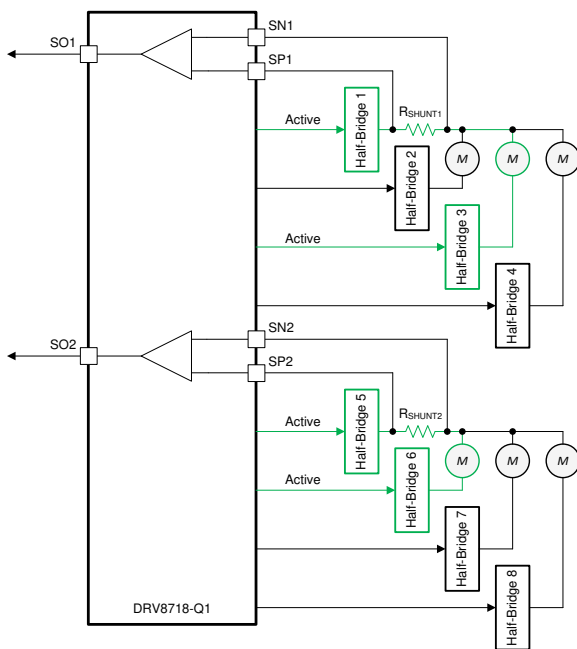 SO1
SN1
SP1
Active
Half-Bridge 1
RSHUNT1
Half-Bridge 2
M
M
M
Active
Half-Bridge 3
Half-Bridge 4
SO2
SN2
SP2
Active
Half-Bridge 5
RSHUNT2
Active
Half-Bridge 6
M
M
M
Half-Bridge 7
Half-Bridge 8
DRV8718-Q1